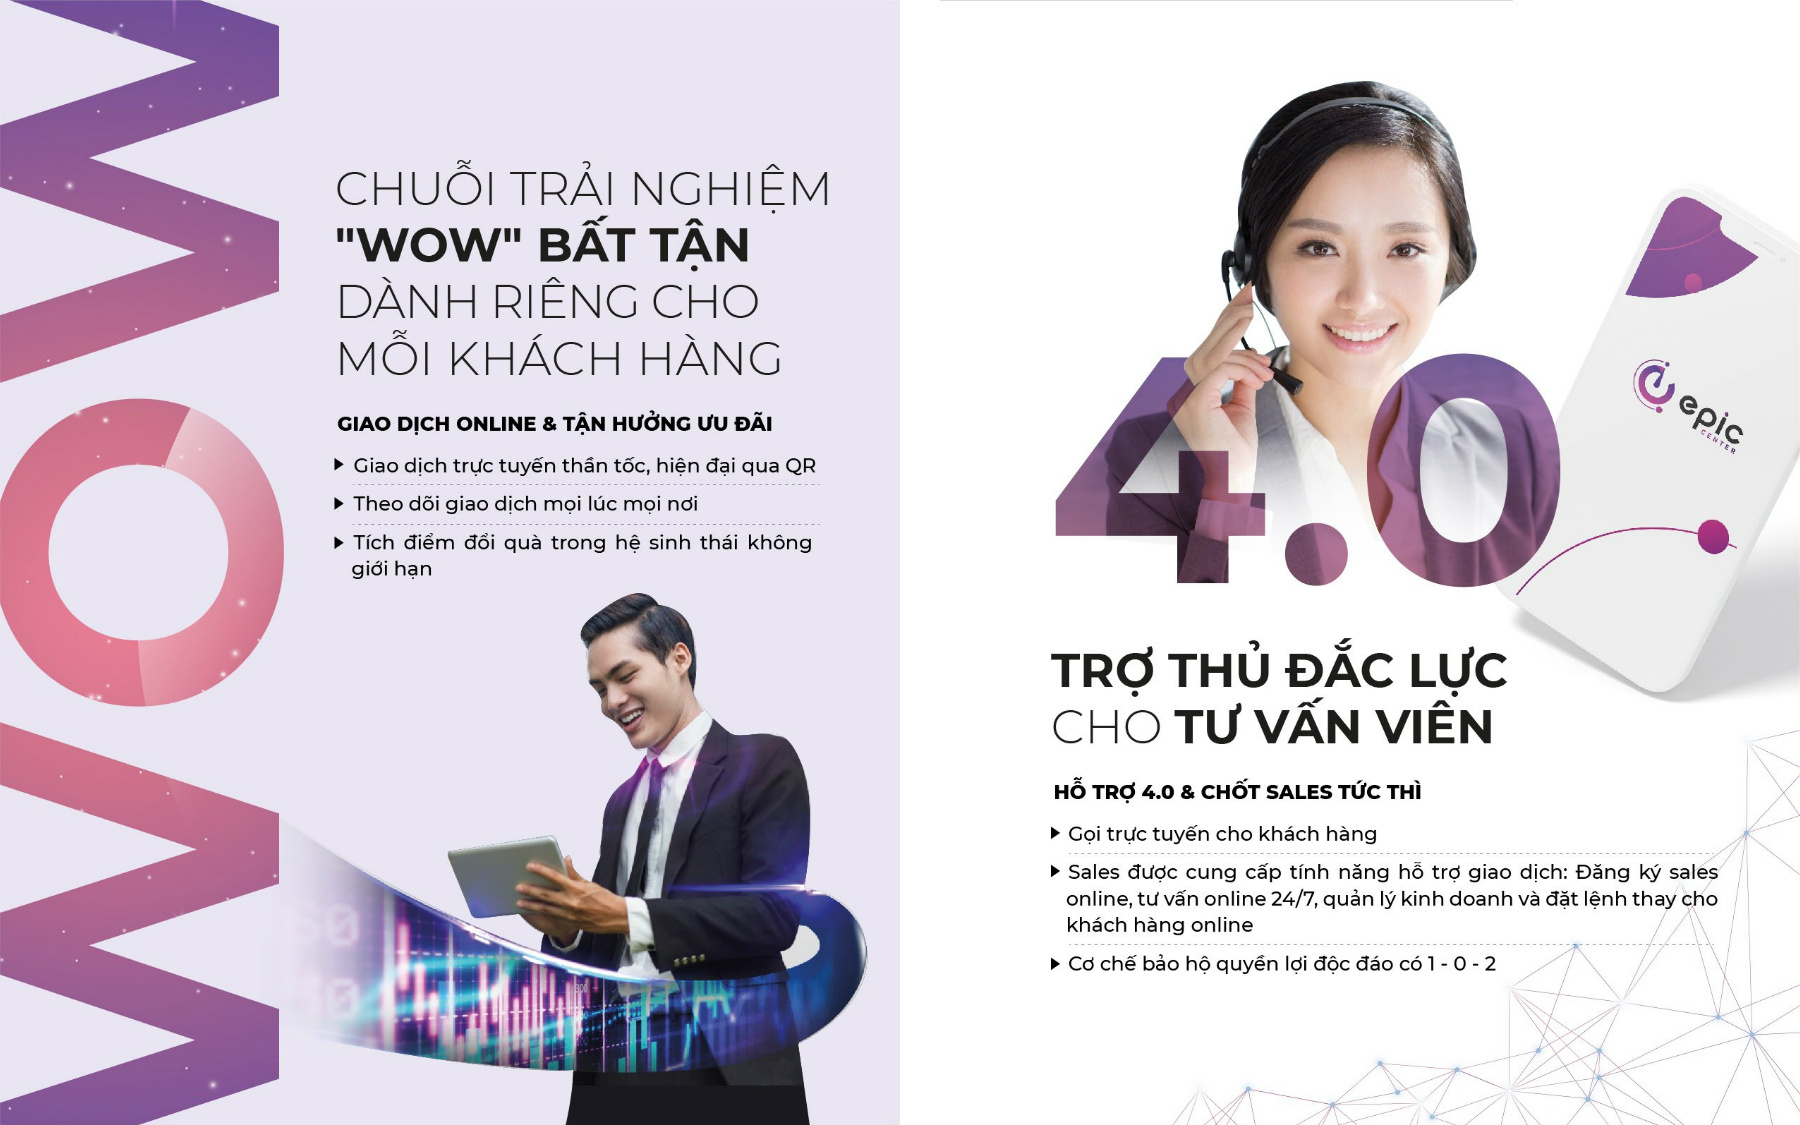 WOW
CHUỖI TRẢI NGHIỆM
"WOW" BẤT TẬN
DÀNH RIÊNG CHO
MỖI KHÁCH HÀNG
GIAO DỊCH ONLINE & TẬN HƯỞNG ƯU ĐÃI
Giao dịch trực tuyến thần tốc, hiện đại qua QR
Theo dõi giao dịch mọi lúc mọi nơi
Tích điểm đổi quà trong hệ sinh thái không
giới hạn
4.0
epic
CENTER
TRỢ THỦ ĐẮC LỰC
CHO TƯ VẤN VIÊN
HỖ TRỢ 4.0 & CHỐT SALES TỨC THÌ
Gọi trực tuyến cho khách hàng
Sales được cung cấp tính năng hỗ trợ giao dịch: Đăng ký sales
online, tư vấn online 24/7, quản lý kinh doanh và đặt lệnh thay cho
khách hàng online
Cơ chế bảo hộ quyền lợi độc đáo có 1 - 0 - 2